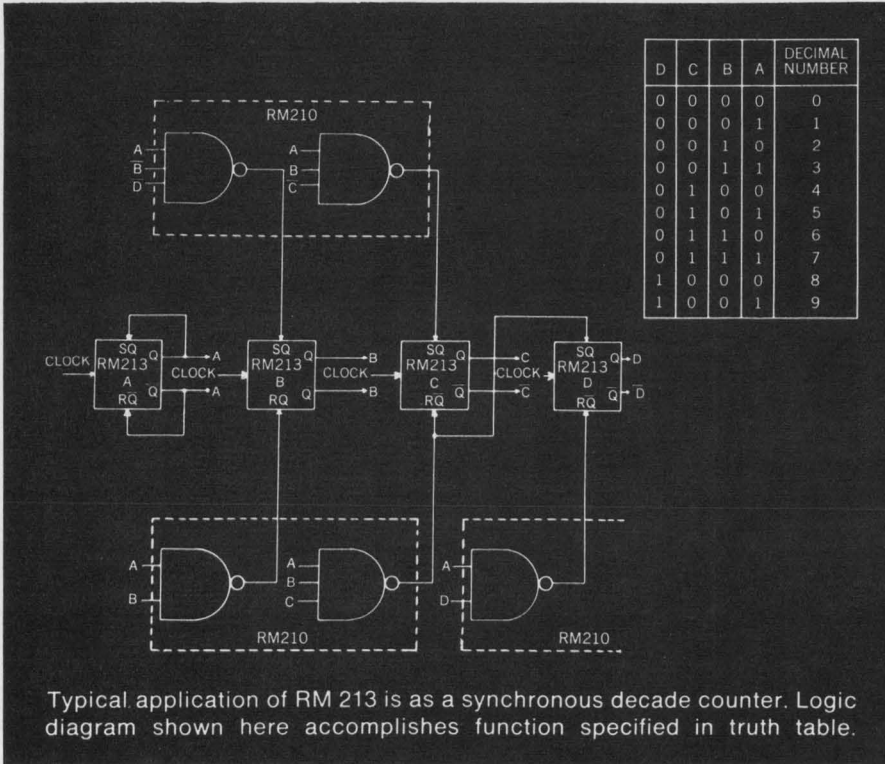 D C B A DECIMAL NUMBER
0 0 0 0 0
0 0 0 1 1
0 0 1 0 2
0 0 1 1 3
0 1 0 0 4
0 1 0 1 5
0 1 1 0 6
0 1 1 1 7
1 0 0 0 8
1 0 0 1 9
RM210
A
B̅
D̅
A
B
C̅
CLOCK
SQ Q
RM213
A
RQ̅ Q̅
A
A
CLOCK
SQ Q
RM213
B
RQ Q
B
B
CLOCK
SQ Q
RM213
C
RQ̅ Q̅
C
C̅
CLOCK
SQ Q
RM213
D
RQ̅ Q̅
D
D̅
A
B
A
B
C
RM210
A
D
RM210
Typical application of RM 213 is as a synchronous decade counter. Logic
diagram shown here accomplishes function specified in truth table.